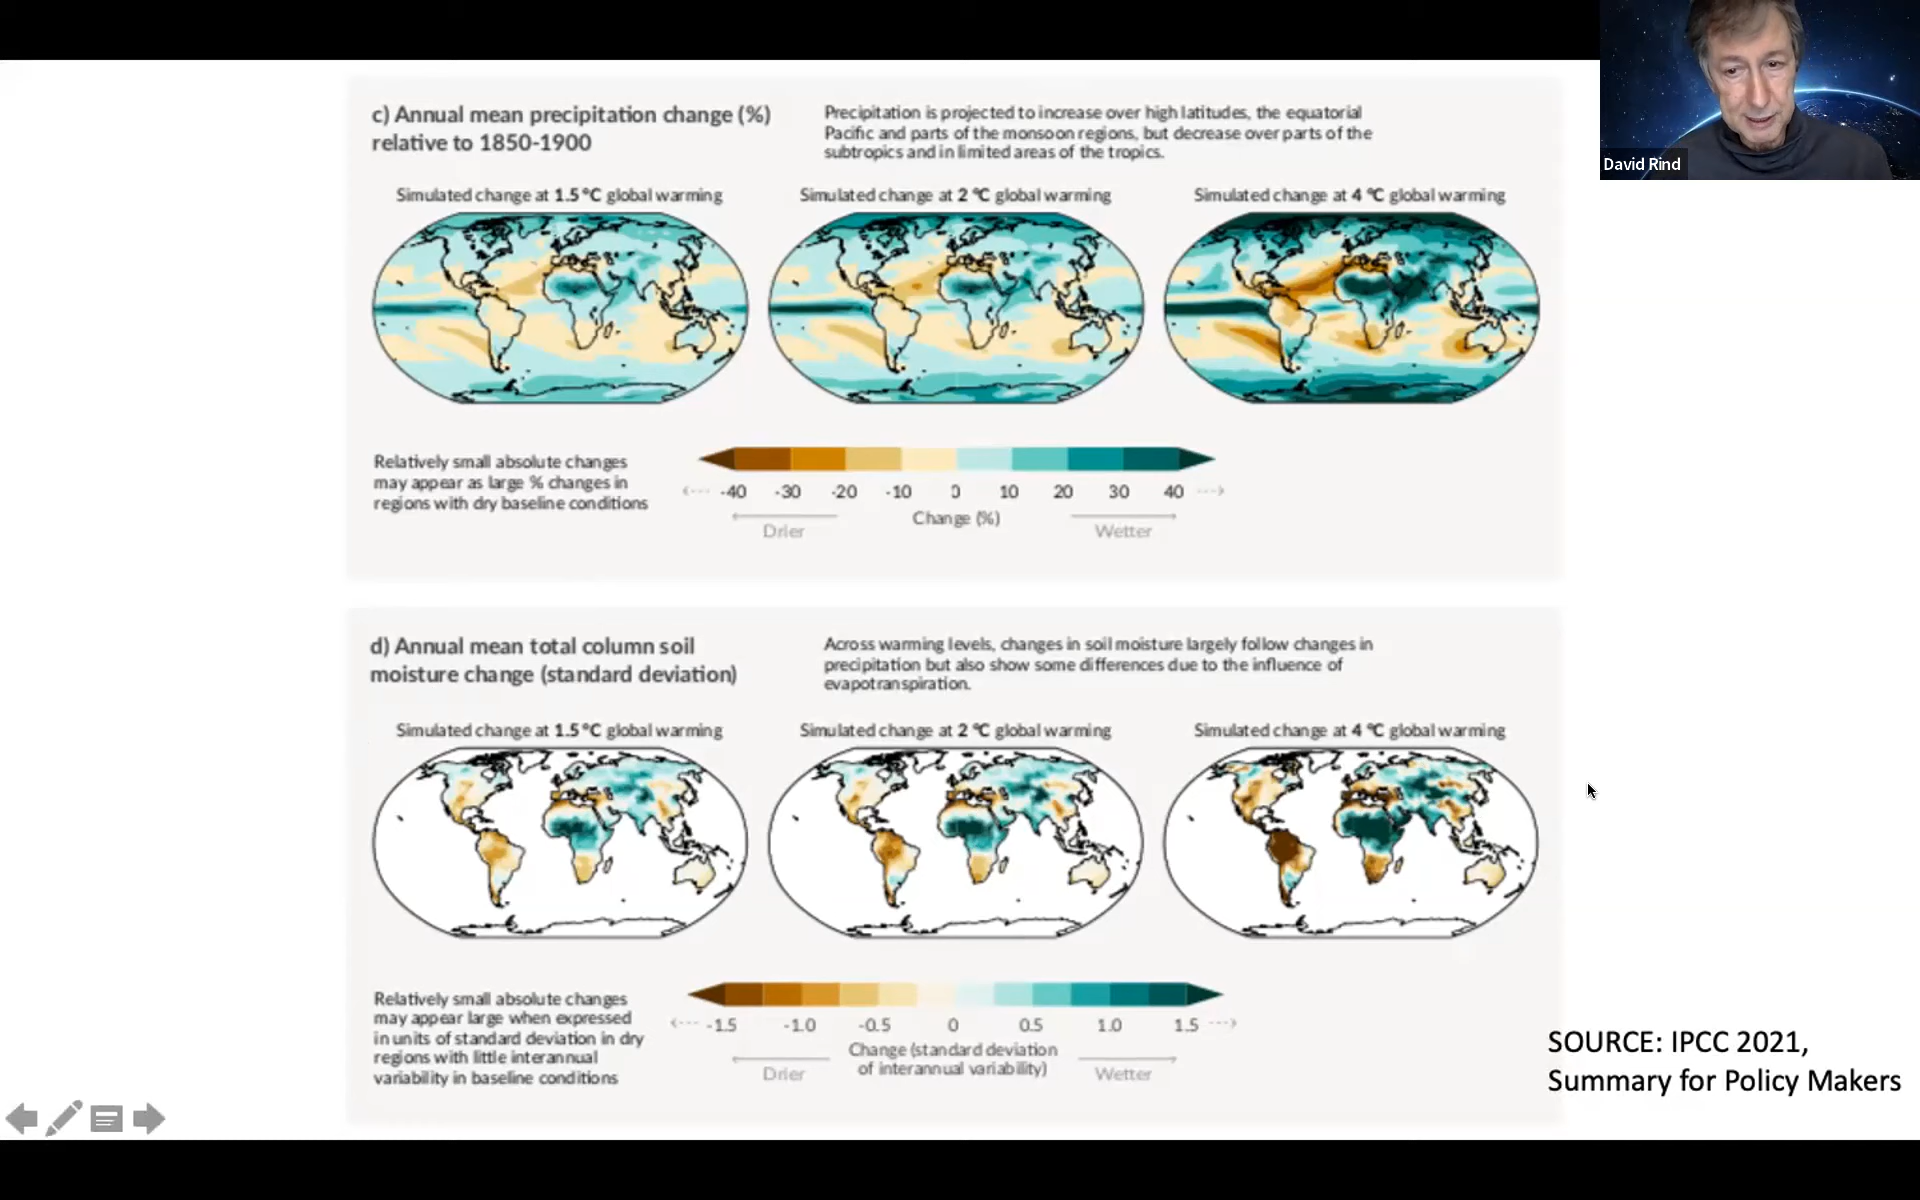 David Rind
c) Annual mean precipitation change (%)
relative to 1850-1900
Precipitation is projected to increase over high latitudes, the equatorial
Pacific and parts of the monsoon regions, but decrease over parts of the
subtropics and in limited areas of the tropics.
Simulated change at 1.5 °C global warming
Simulated change at 2 °C global warming
Simulated change at 4 °C global warming
Relatively small absolute changes
may appear as large % changes in
regions with dry baseline conditions
-40 -30 -20 -10 0 10 20 30 40
Change (%)
Drier
Wetter
d) Annual mean total column soil
moisture change (standard deviation)
Across warming levels, changes in soil moisture largely follow changes in
precipitation but also show some differences due to the influence of
evapotranspiration.
Simulated change at 1.5 °C global warming
Simulated change at 2 °C global warming
Simulated change at 4 °C global warming
Relatively small absolute changes
may appear large when expressed
in units of standard deviation in dry
regions with little interannual
variability in baseline conditions
-1.5 -1.0 -0.5 0 0.5 1.0 1.5
Change (standard deviation
of interannual variability)
Drier
Wetter
SOURCE: IPCC 2021,
Summary for Policy Makers